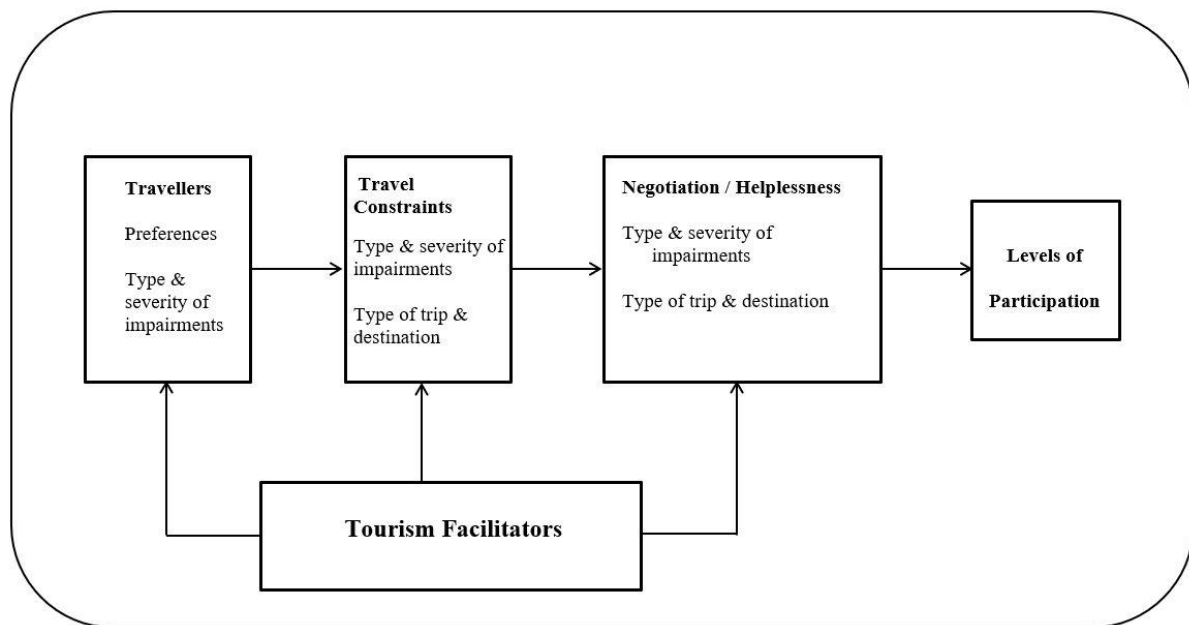 Travellers
Preferences
Type &
severity of
impairments
Travel
Constraints
Type & severity of
impairments
Type of trip &
destination
Negotiation / Helplessness
Type & severity of
impairments
Type of trip & destination
Levels of
Participation
Tourism Facilitators